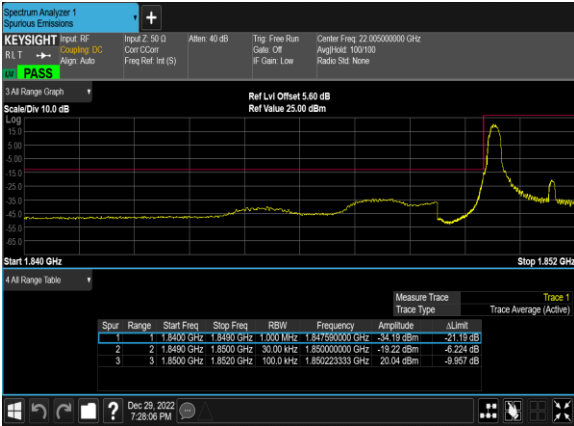 Spectrum Analyzer 1
Spurious Emissions
+
KEYSIGHT Input: RF Input Z: 50 Ω Atten: 40 dB Trig: Free Run Center Freq: 22.005000000 GHz
RLT Coupling: DC Corr CCorr Gate: Off Avg|Hold: 100/100
Align: Auto Freq Ref: Int (S) IF Gain: Low Radio Std: None
LM PASS
3 All Range Graph
Ref Lvl Offset 5.60 dB
Scale/Div 10.0 dB Ref Value 25.00 dBm
Log
15.0
5.00
-5.00
-15.0
-25.0
-35.0
-45.0
-55.0
-65.0
Start 1.840 GHz Stop 1.852 GHz
4 All Range Table
Measure Trace Trace 1
Trace Type Trace Average (Active)
Spur Range Start Freq Stop Freq RBW Frequency Amplitude ΔLimit
1 1 1.8400 GHz 1.8490 GHz 1.000 MHz 1.847590000 GHz -34.19 dBm -21.19 dB
2 2 1.8490 GHz 1.8500 GHz 30.00 kHz 1.850000000 GHz -19.22 dBm -6.224 dB
3 3 1.8500 GHz 1.8520 GHz 100.0 kHz 1.850223333 GHz 20.04 dBm -9.957 dB
? Dec 29, 2022
7:28:06 PM